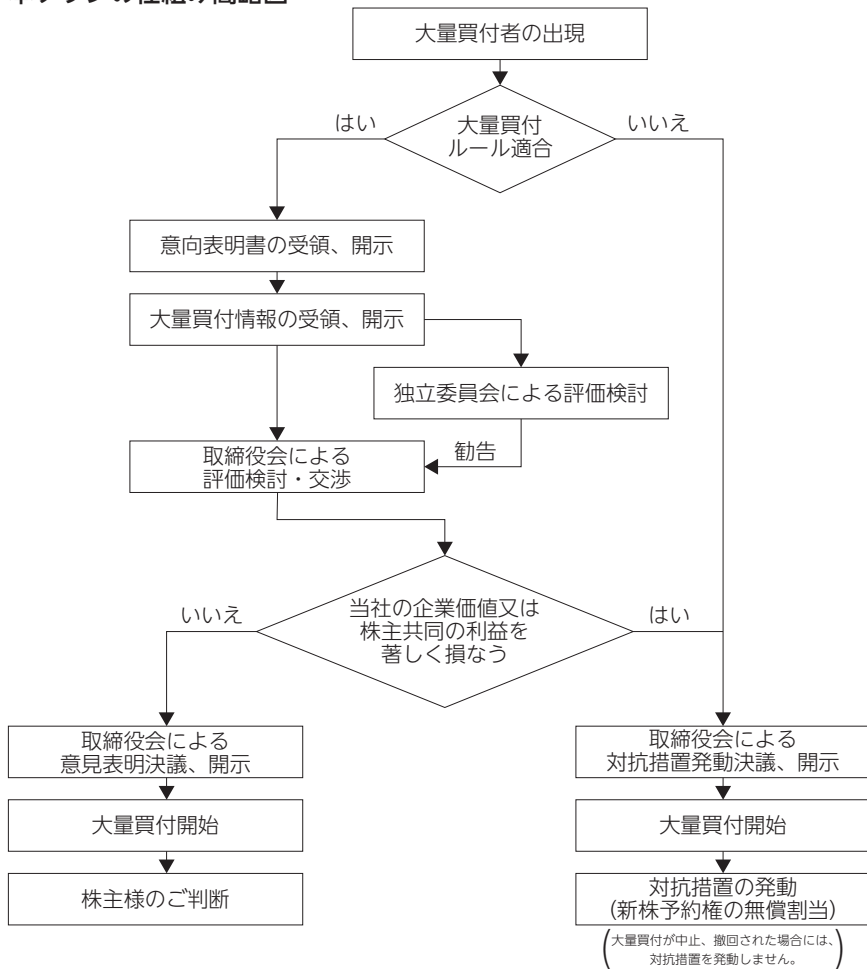 大量買付者の出現
はい
大量買付
ルール適合
いいえ
意向表明書の受領、開示
大量買付情報の受領、開示
独立委員会による評価検討
取締役会による
評価検討・交渉
勧告
いいえ
当社の企業価値又は
株主共同の利益を
著しく損なう
はい
取締役会による
意見表明決議、開示
取締役会による
対抗措置発動決議、開示
大量買付開始
大量買付開始
株主様のご判断
対抗措置の発動
(新株予約権の無償割当)
(大量買付が中止、撤回された場合には、
対抗措置を発動しません。)